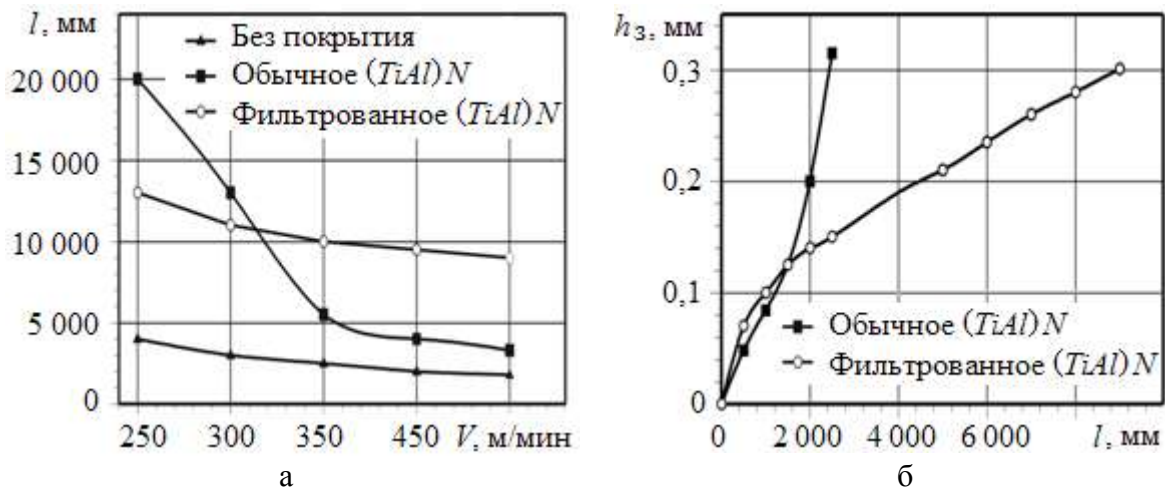 l, мм
Без покрытия
Обычное (TiAl)N
Фильтрованное (TiAl)N
20 000
15 000
10 000
5 000
0
250 300 350 450 V, м/мин
а
h₃, мм
0,3
0,2
0,1
0
Обычное (TiAl)N
Фильтрованное (TiAl)N
0 2 000 4 000 6 000 l, мм
б